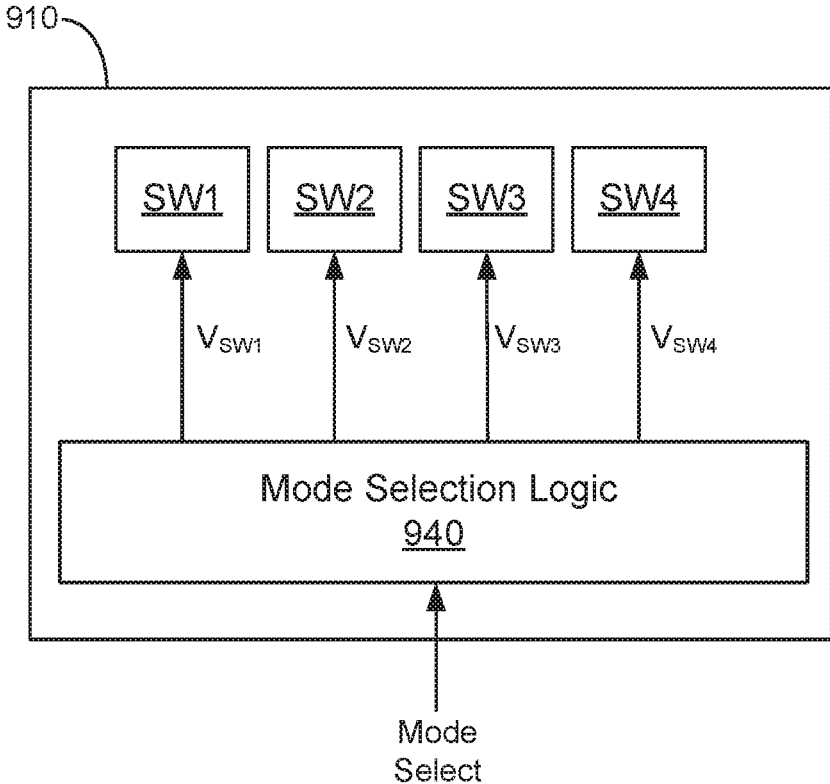 910
SW1 SW2 SW3 SW4
VSW1 VSW2 VSW3 VSW4
Mode Selection Logic
940
Mode
Select